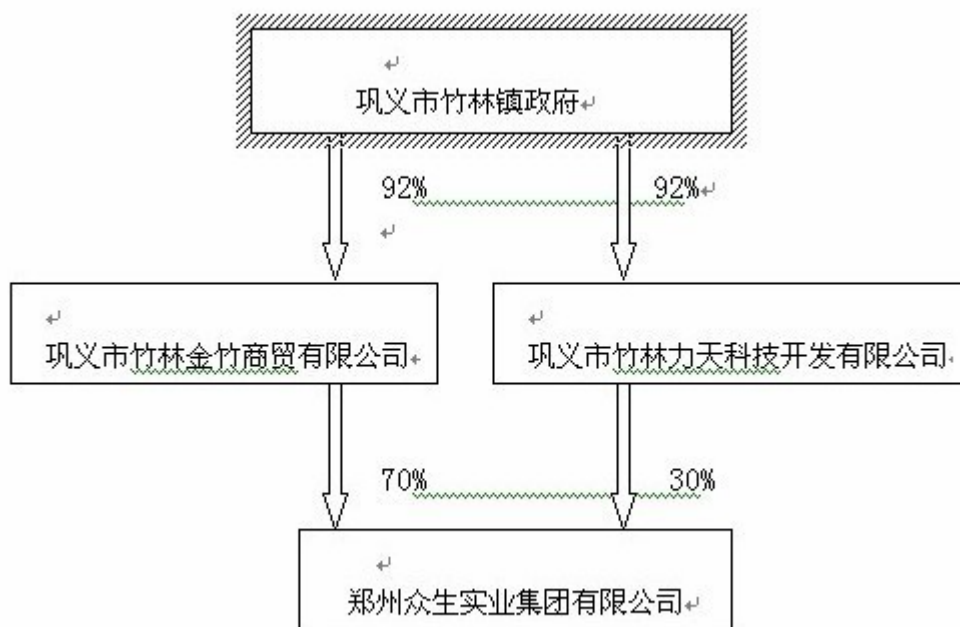 巩义市竹林镇政府
92% 92%
巩义市竹林金竹商贸有限公司 巩义市竹林力天科技开发有限公司
70% 30%
郑州众生实业集团有限公司